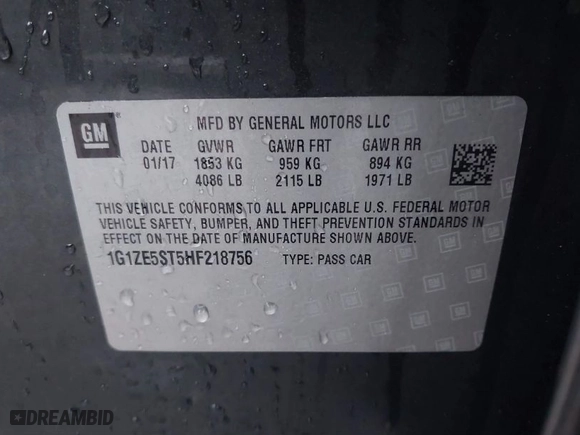 GM
MFD BY GENERAL MOTORS LLC
DATE GVWR GAWR FRT GAWR RR
01/17 1853 KG 959 KG 894 KG
4086 LB 2115 LB 1971 LB
THIS VEHICLE CONFORMS TO ALL APPLICABLE U.S. FEDERAL MOTOR
VEHICLE SAFETY, BUMPER, AND THEFT PREVENTION STANDARDS IN
EFFECT ON THE DATE OF MANUFACTURE SHOWN ABOVE.
1G1ZE5ST5HF218756 TYPE: PASS CAR
DREAMBID